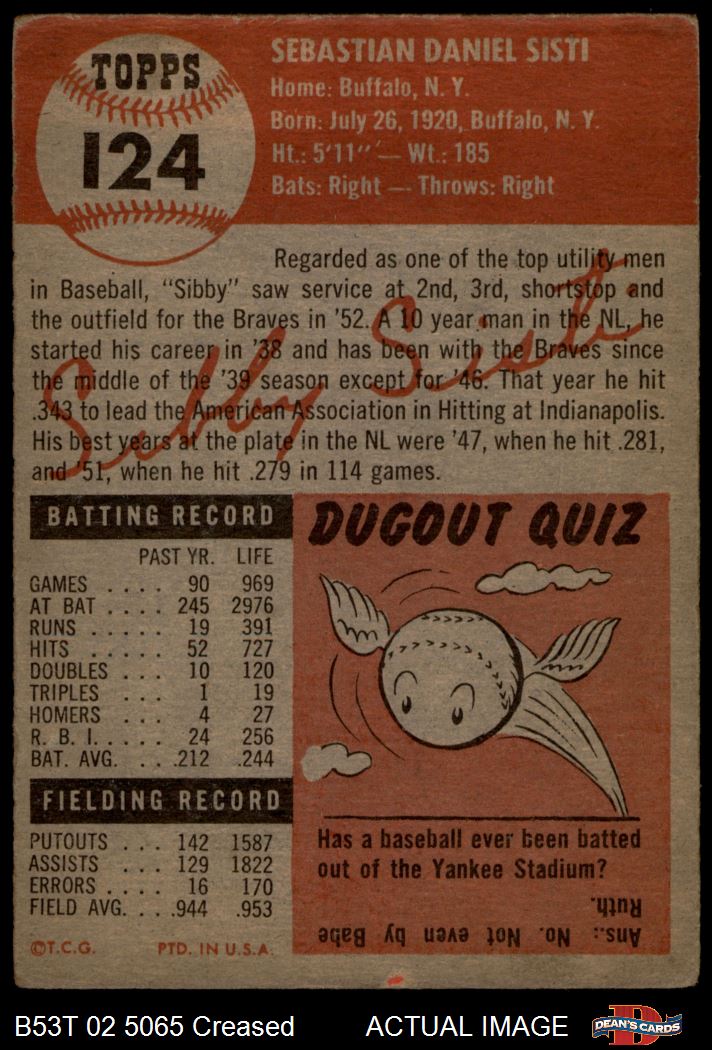 TOPPS
124
SEBASTIAN DANIEL SISTI
Home: Buffalo, N. Y.
Born: July 26, 1920, Buffalo, N. Y.
Ht.: 5'11" — Wt.: 185
Bats: Right — Throws: Right
Regarded as one of the top utility men
in Baseball, "Sibby" saw service at 2nd, 3rd, shortstop and
the outfield for the Braves in '52. A 10 year man in the NL, he
started his career in '38 and has been with the Braves since
the middle of the '39 season except for '46. That year he hit
.343 to lead the American Association in Hitting at Indianapolis.
His best years at the plate in the NL were '47, when he hit .281,
and '51, when he hit .279 in 114 games.
Sibby Sisti
BATTING RECORD
PAST YR. LIFE
GAMES .... 90 969
AT BAT .... 245 2976
RUNS ..... 19 391
HITS ..... 52 727
DOUBLES ... 10 120
TRIPLES ... 1 19
HOMERS ... 4 27
R. B. I. .... 24 256
BAT. AVG. ... .212 .244
FIELDING RECORD
PUTOUTS ... 142 1587
ASSISTS ... 129 1822
ERRORS .... 16 170
FIELD AVG. ... .944 .953
©T.C.G. PTD. IN U.S.A.
DUGOUT QUIZ
Has a baseball ever been batted
out of the Yankee Stadium?
Ans.: No. Not even by Babe
Ruth.
B53T 02 5065 Creased ACTUAL IMAGE
D
DEAN'S CARDS